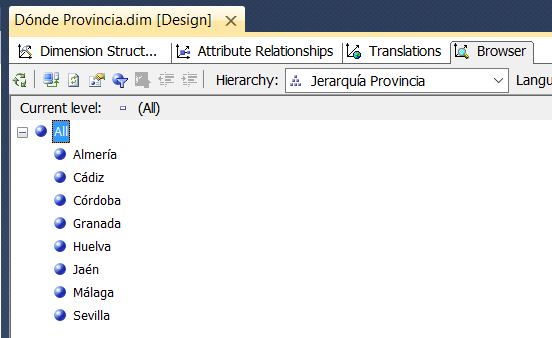 Dónde Provincia.dim [Design]
Dimension Struct... Attribute Relationships Translations Browser
Hierarchy: Jerarquía Provincia Langu
Current level: (All)
All
Almería
Cádiz
Córdoba
Granada
Huelva
Jaén
Málaga
Sevilla